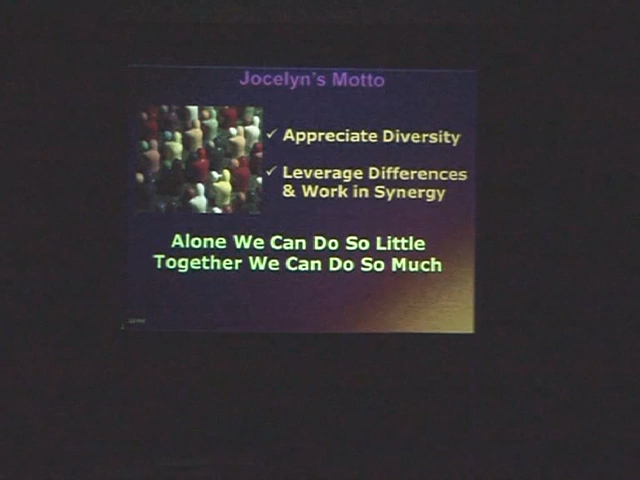 Jocelyn's Motto
✓ Appreciate Diversity
✓ Leverage Differences
& Work in Synergy
Alone We Can Do So Little
Together We Can Do So Much